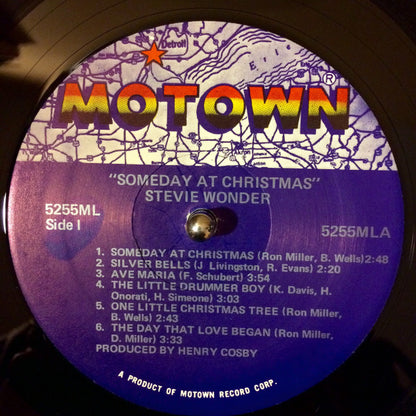 Detroit
MOTOWN®
"SOMEDAY AT CHRISTMAS"
STEVIE WONDER
5255ML
Side I
5255MLA
1. SOMEDAY AT CHRISTMAS (Ron Miller, B. Wells)2:48
2. SILVER BELLS (J Livingston, R. Evans) 2:20
3. AVE MARIA (F. Schubert) 3:54
4. THE LITTLE DRUMMER BOY (K. Davis, H.
Onorati, H. Simeone) 3:03
5. ONE LITTLE CHRISTMAS TREE (Ron Miller,
B. Wells) 2:43
6. THE DAY THAT LOVE BEGAN (Ron Miller,
D. Miller) 3:33
PRODUCED BY HENRY COSBY
A PRODUCT OF MOTOWN RECORD CORP.